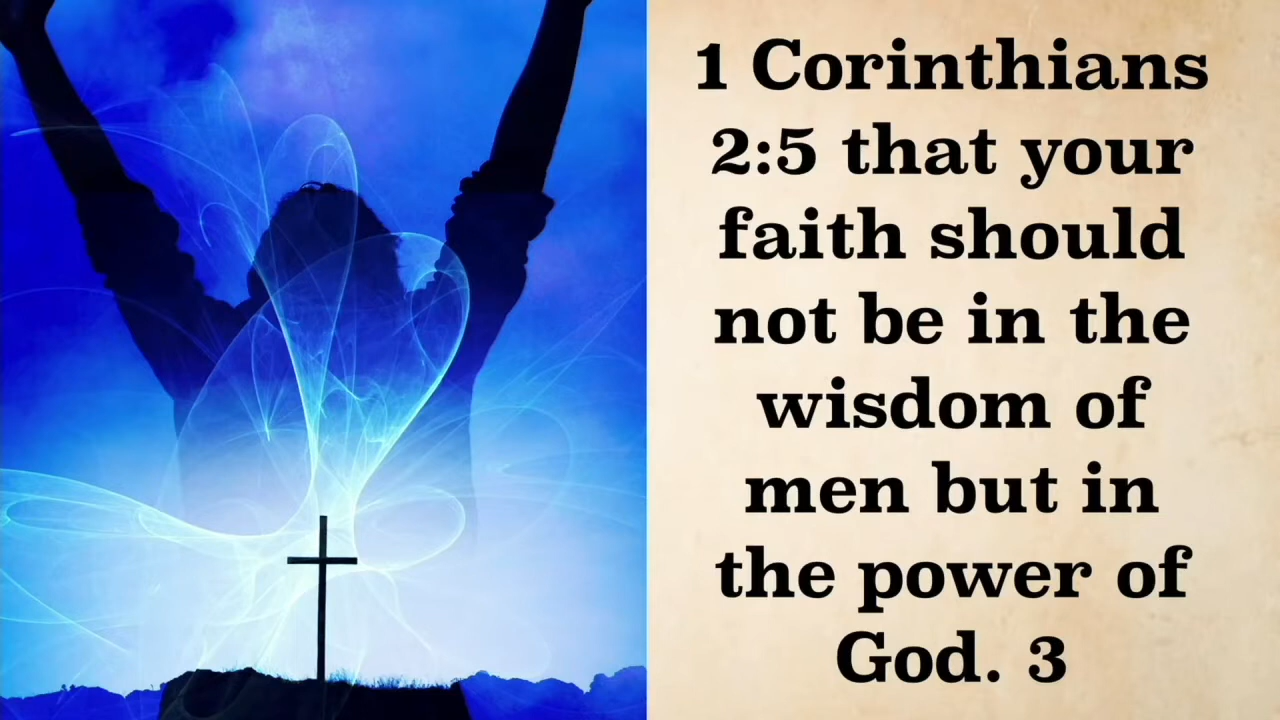 1 Corinthians
2:5 that your
faith should
not be in the
wisdom of
men but in
the power of
God. 3